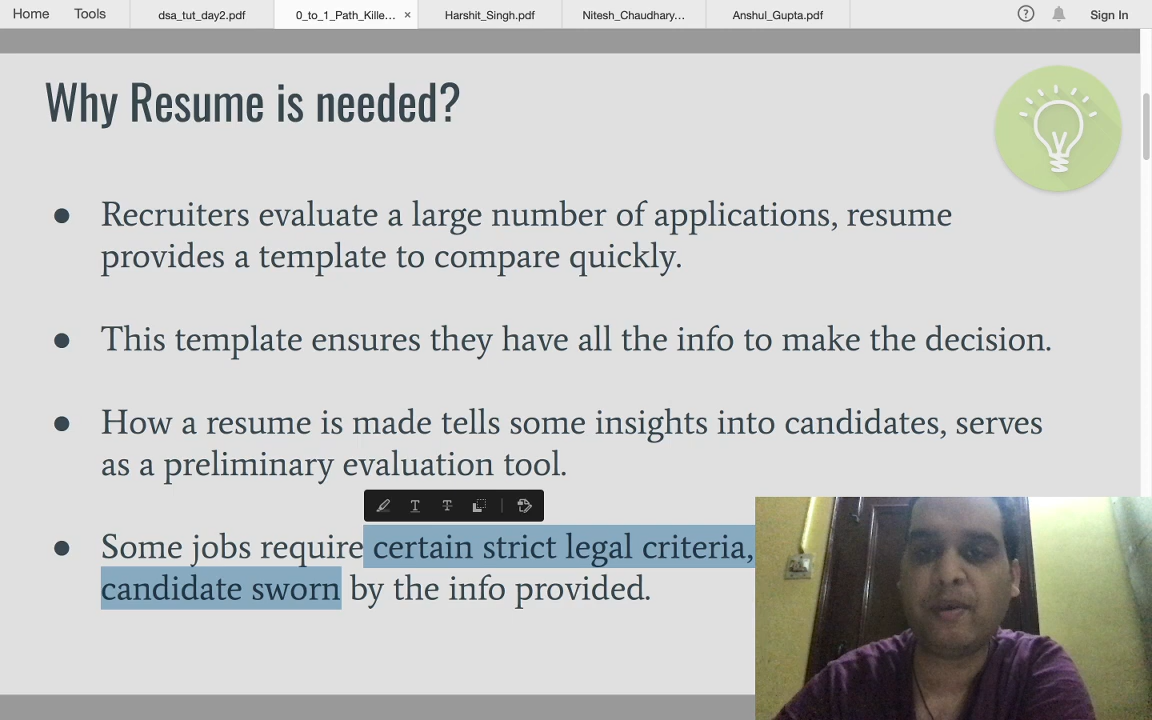 Home Tools dsa_tut_day2.pdf 0_to_1_Path_Kille... × Harshit_Singh.pdf Nitesh_Chaudhary... Anshul_Gupta.pdf ? Sign In
Why Resume is needed?
● Recruiters evaluate a large number of applications, resume
provides a template to compare quickly.
● This template ensures they have all the info to make the decision.
● How a resume is made tells some insights into candidates, serves
as a preliminary evaluation tool.
● Some jobs require certain strict legal criteria,
candidate sworn by the info provided.